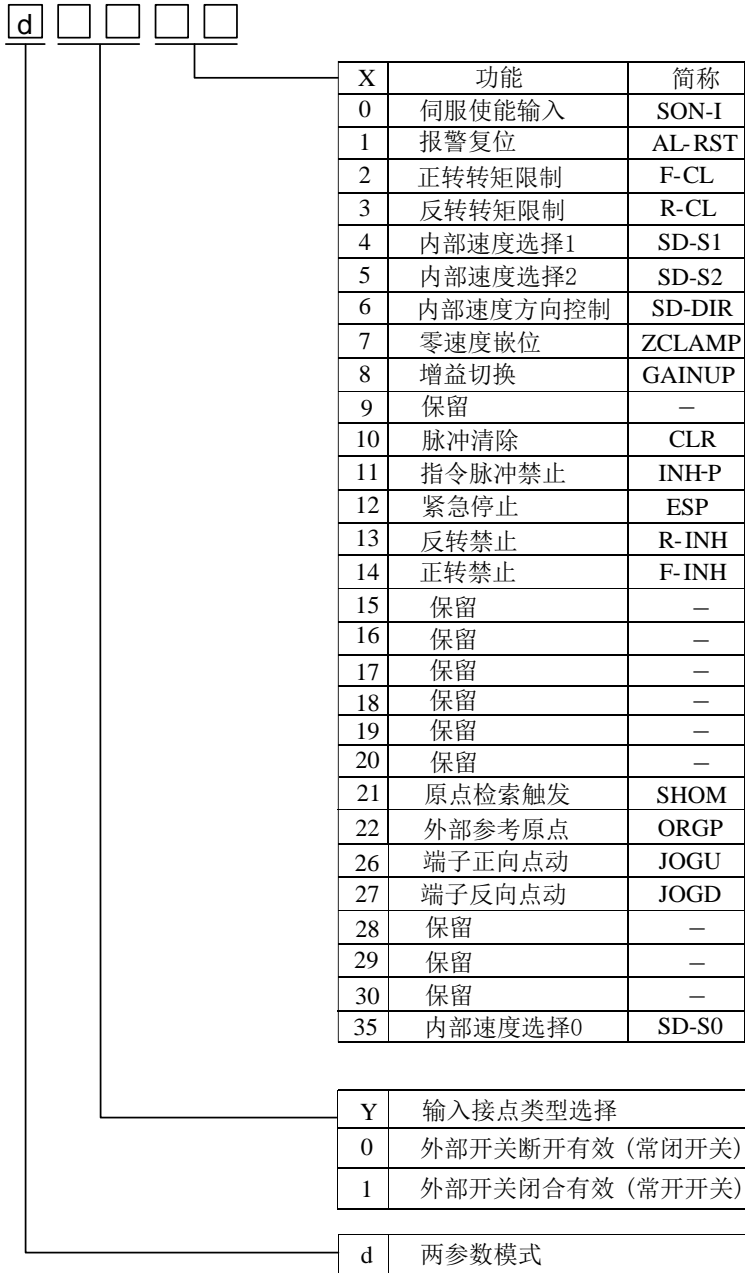 d
X 功能 简称
0 伺服使能输入 SON-I
1 报警复位 AL-RST
2 正转转矩限制 F-CL
3 反转转矩限制 R-CL
4 内部速度选择1 SD-S1
5 内部速度选择2 SD-S2
6 内部速度方向控制 SD-DIR
7 零速度嵌位 ZCLAMP
8 增益切换 GAINUP
9 保留 –
10 脉冲清除 CLR
11 指令脉冲禁止 INH-P
12 紧急停止 ESP
13 反转禁止 R-INH
14 正转禁止 F-INH
15 保留 –
16 保留 –
17 保留 –
18 保留 –
19 保留 –
20 保留 –
21 原点检索触发 SHOM
22 外部参考原点 ORGP
26 端子正向点动 JOGU
27 端子反向点动 JOGD
28 保留 –
29 保留 –
30 保留 –
35 内部速度选择0 SD-S0
Y 输入接点类型选择
0 外部开关断开有效 (常闭开关)
1 外部开关闭合有效 (常开开关)
d 两参数模式